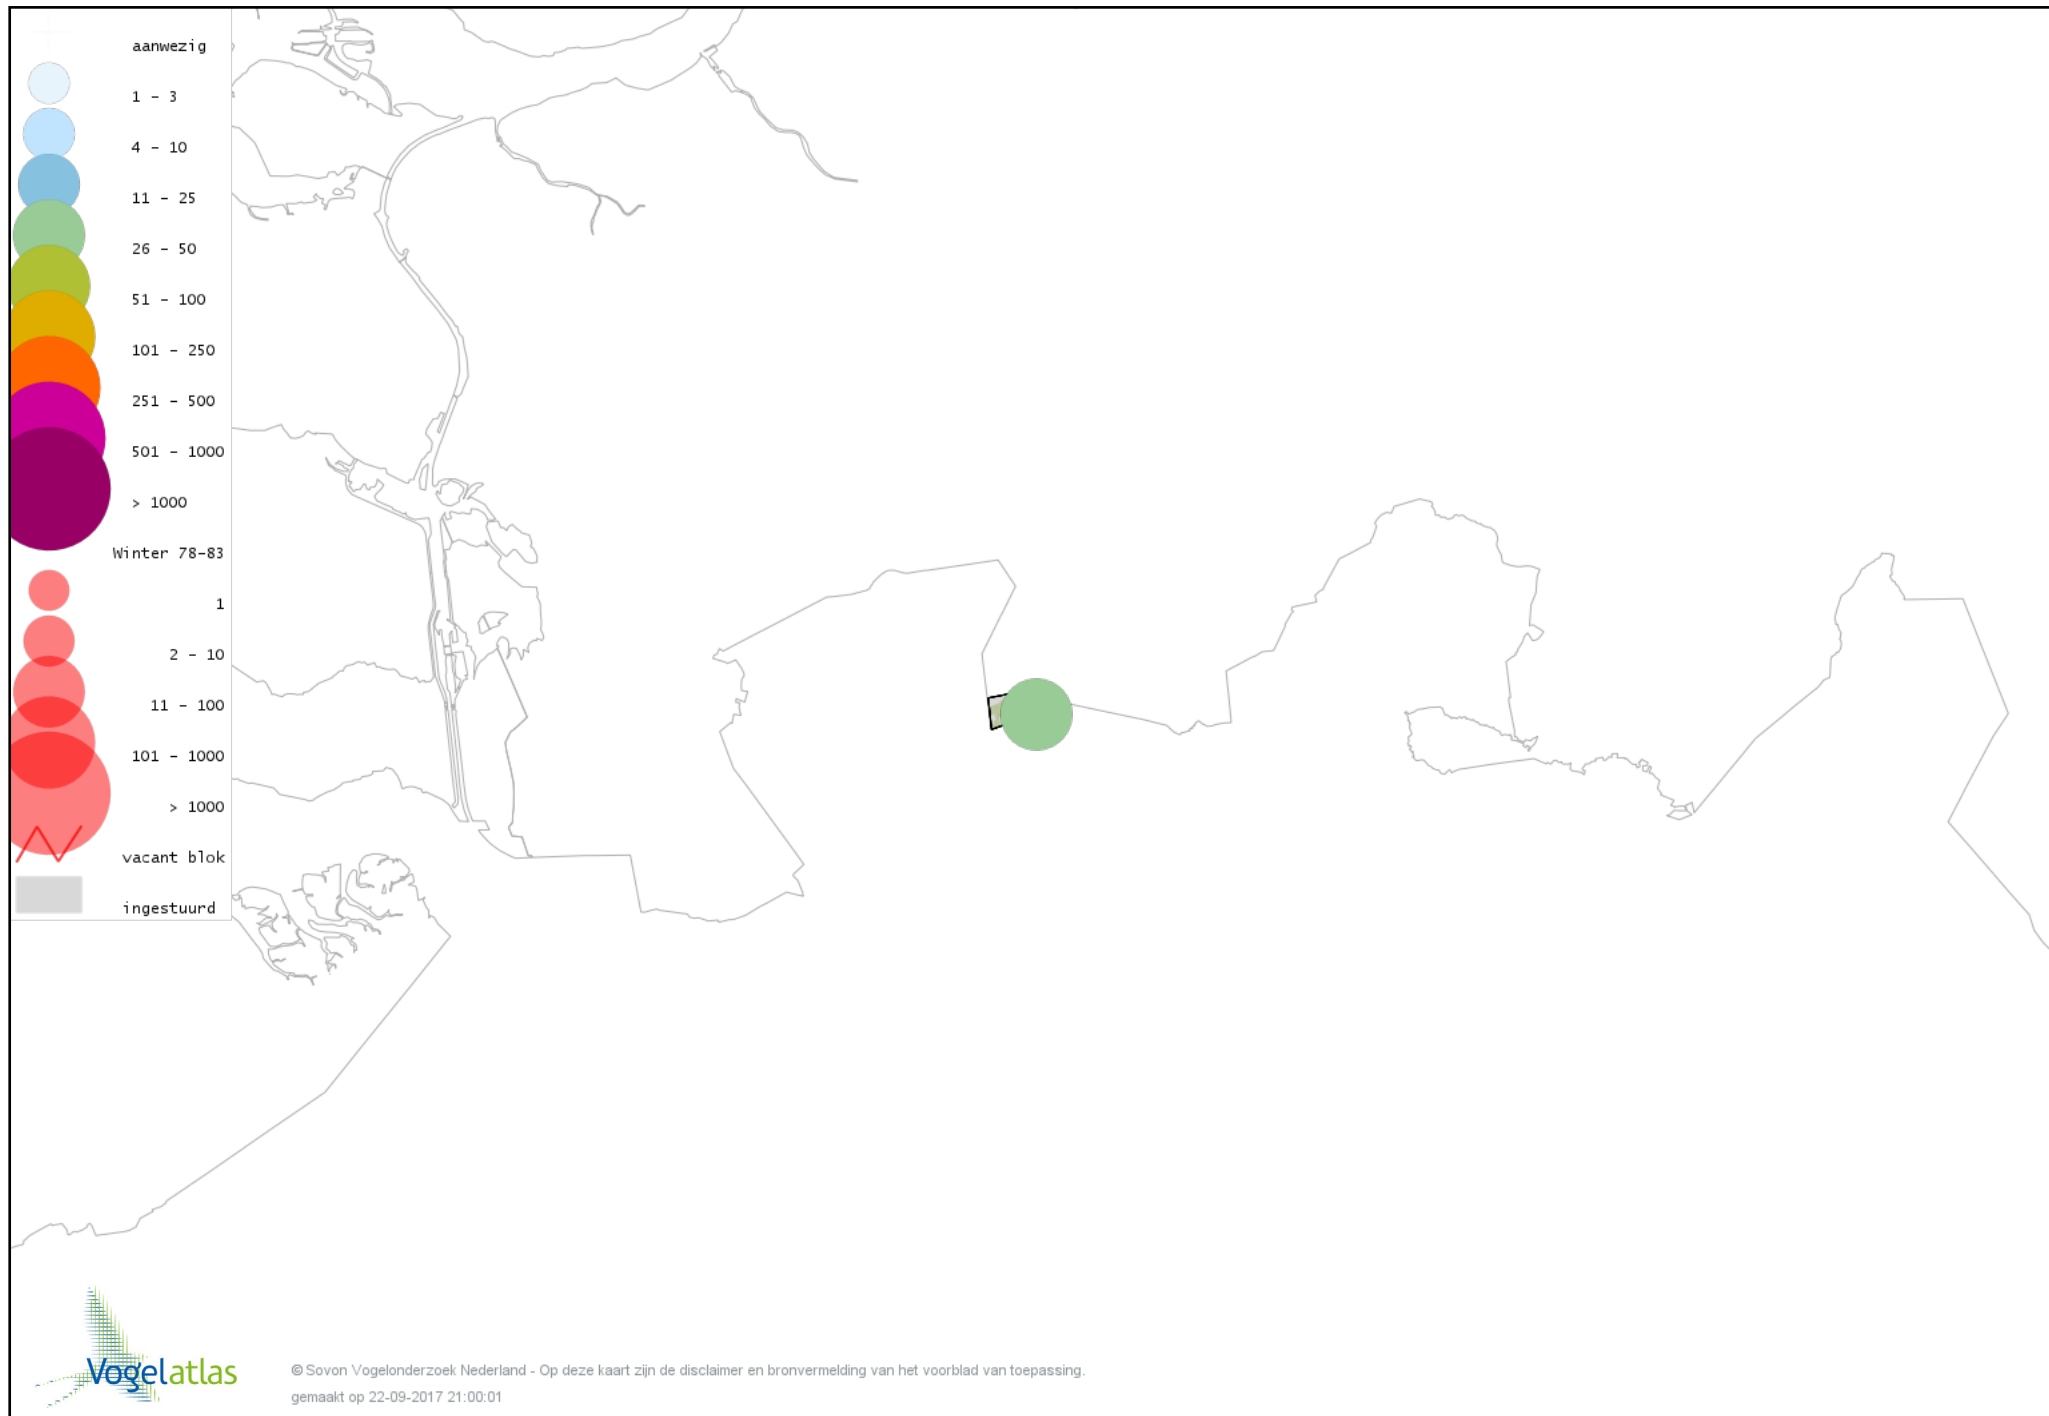 aanwezig
1 - 3
4 - 10
11 - 25
26 - 50
51 - 100
101 - 250
251 - 500
501 - 1000
> 1000
Winter 78-83
1
2 - 10
11 - 100
101 - 1000
> 1000
vacant blok
ingestuurd
Vogelatlas
© Sovon Vogelonderzoek Nederland - Op deze kaart zijn de disclaimer en bronvermelding van het voorblad van toepassing.
gemaakt op 22-09-2017 21:00:01